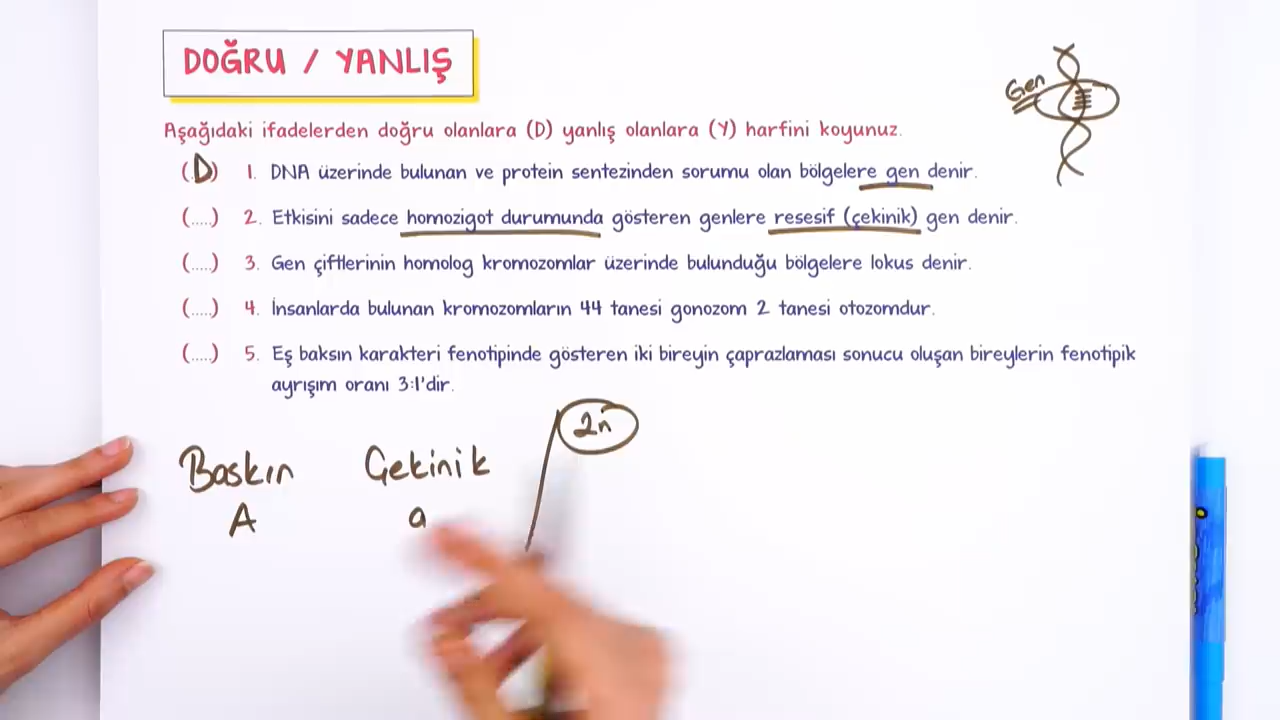 DOĞRU / YANLIŞ
Gen
Aşağıdaki ifadelerden doğru olanlara (D) yanlış olanlara (Y) harfini koyunuz.
(D) 1. DNA üzerinde bulunan ve protein sentezinden sorumu olan bölgelere gen denir.
(.....) 2. Etkisini sadece homozigot durumunda gösteren genlere resesif (çekinik) gen denir.
(.....) 3. Gen çiftlerinin homolog kromozomlar üzerinde bulunduğu bölgelere lokus denir.
(.....) 4. İnsanlarda bulunan kromozomların 44 tanesi gonozom 2 tanesi otozomdur.
(.....) 5. Eş baksın karakteri fenotipinde gösteren iki bireyin çaprazlaması sonucu oluşan bireylerin fenotipik
ayrışım oranı 3:1'dir.
2n
Baskın Çekinik
A a